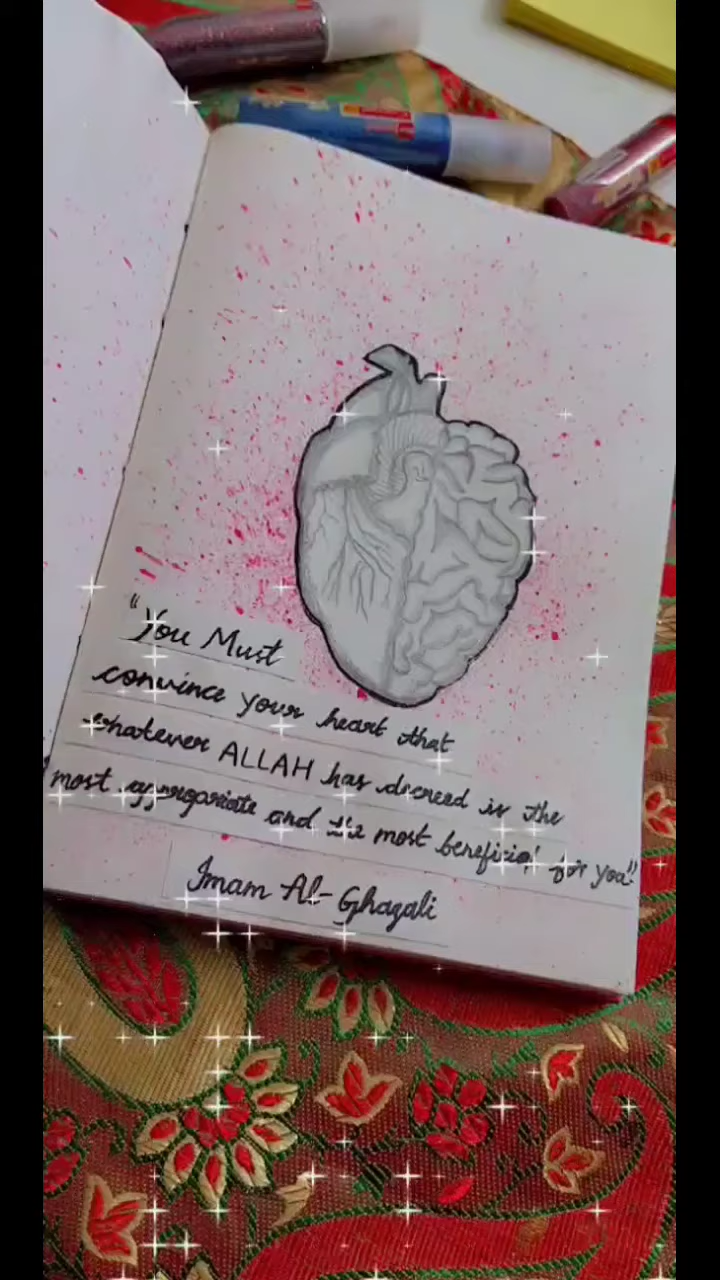 "You Must
convince your heart that
whatever ALLAH has decreed is the
most appropriate and the most beneficial for you".
Imam Al-Ghazali